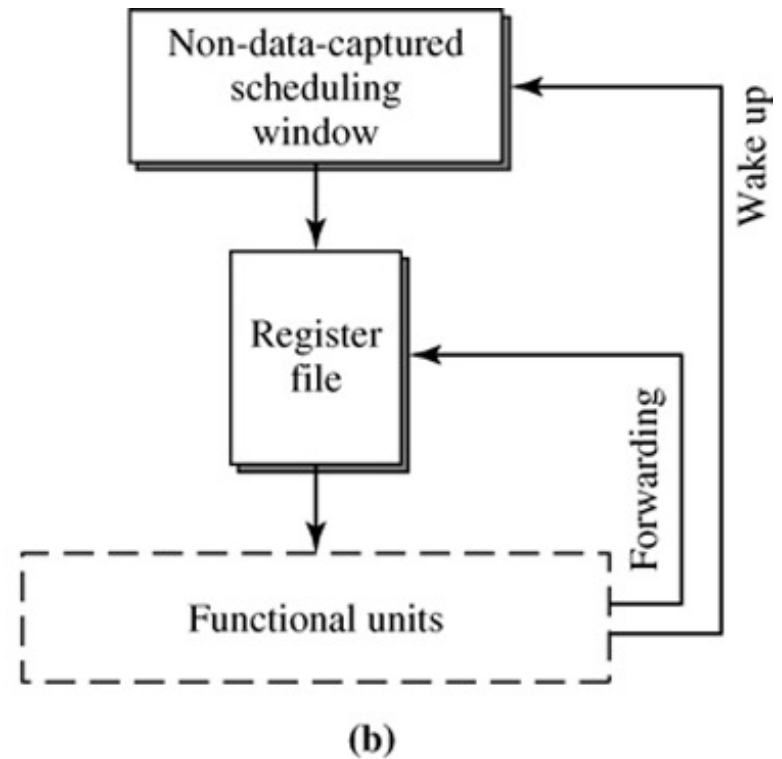 Non-data-captured
scheduling
window
Wake up
Register
file
Forwarding
Functional units
(b)